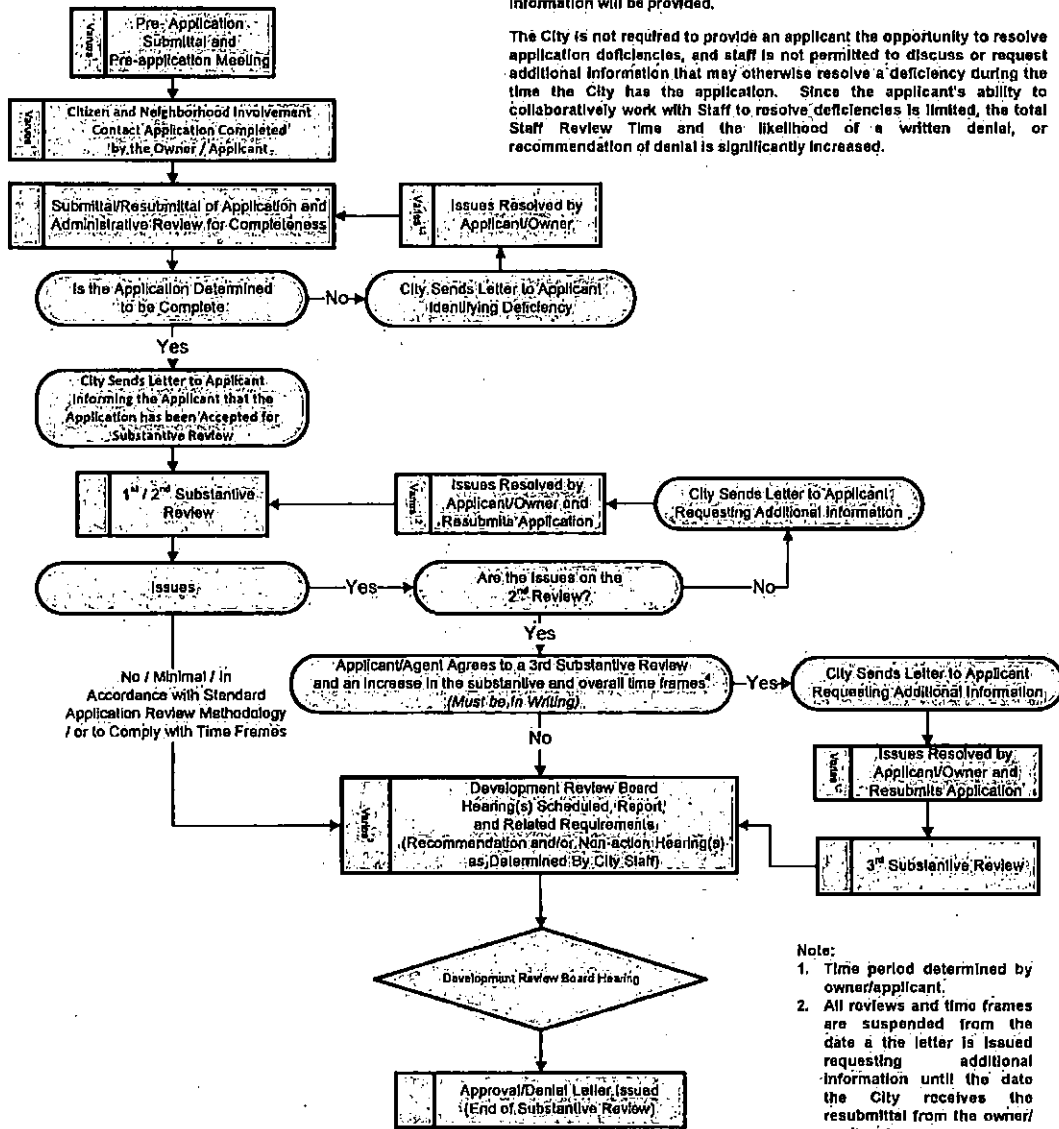 information will be provided.
The City is not required to provide an applicant the opportunity to resolve
application deficiencies, and staff is not permitted to discuss or request
additional information that may otherwise resolve a deficiency during the
time the City has the application. Since the applicant's ability to
collaboratively work with Staff to resolve deficiencies is limited, the total
Staff Review Time and the likelihood of a written denial, or
recommendation of denial is significantly increased.
Varies
Pre- Application
Submittal and
Pre-application Meeting
Varies
Citizen and Neighborhood Involvement
Contact Application Completed
by the Owner / Applicant
Submittal/Resubmittal of Application and
Administrative Review for Completeness
Varies 1,2
Issues Resolved by
Applicant/Owner
Is the Application Determined
to be Complete
No
City Sends Letter to Applicant
Identifying Deficiency
Yes
City Sends Letter to Applicant
Informing the Applicant that the
Application has been Accepted for
Substantive Review
1st / 2nd Substantive
Review
Varies 1,2
Issues Resolved by
Applicant/Owner and
Resubmits Application
City Sends Letter to Applicant
Requesting Additional Information
Issues
Yes
Are the Issues on the
2nd Review?
No
Yes
No / Minimal / in
Accordance with Standard
Application Review Methodology
/ or to Comply with Time Frames
Applicant/Agent Agrees to a 3rd Substantive Review
and an Increase in the substantive and overall time frames4
(Must be in Writing)
Yes
City Sends Letter to Applicant
Requesting Additional Information
No
Varies
Issues Resolved by
Applicant/Owner and
Resubmits Application
Varies
Development Review Board
Hearing(s) Scheduled, Report,
and Related Requirements
(Recommendation and/or Non-action Hearing(s)
as Determined By City Staff)
3rd Substantive Review
Development Review Board Hearing
Approval/Denial Letter Issued
(End of Substantive Review)
Note:
1. Time period determined by
owner/applicant.
2. All reviews and time frames
are suspended from the
date a the letter is issued
requesting additional
information until the date
the City receives the
resubmittal from the owner/